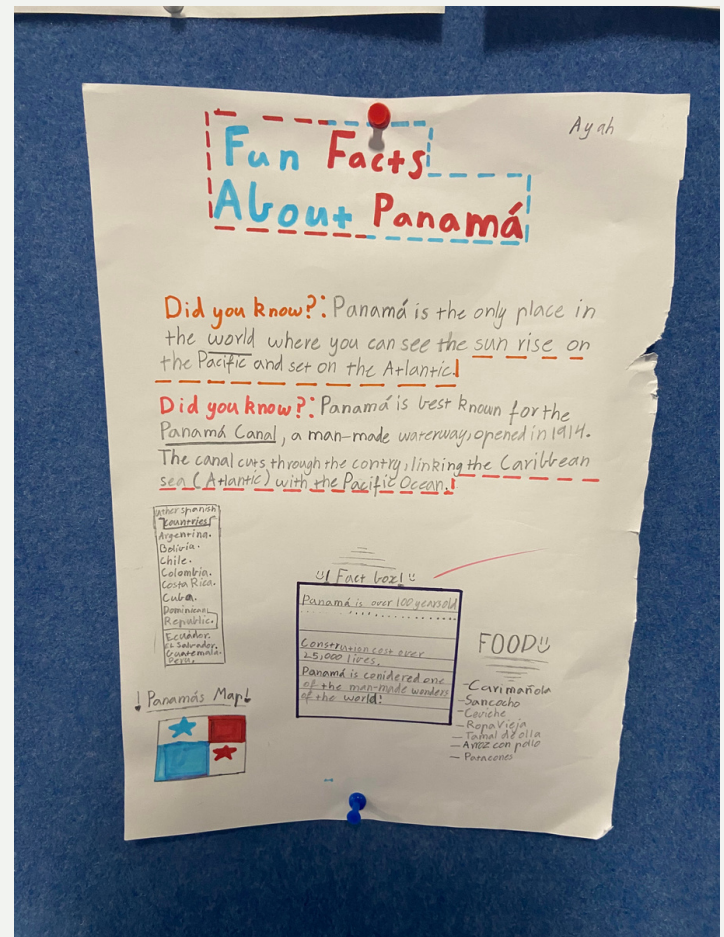 Ayah
Fun Facts
About Panamá
Did you know?: Panamá is the only place in
the world where you can see the sun rise on
the Pacific and set on the Atlantic!
Did you know?: Panamá is best known for the
Panamá Canal, a man-made waterway, opened in 1914.
The canal cuts through the contry, linking the Caribbean
sea (Atlantic) with the Pacific Ocean!
other spanish
countries
Argentina.
Bolivia.
Chile.
Colombia.
Costa Rica.
Cuba.
Dominican
Republic.
Ecuador.
El Salvador.
Guatemala.
Peru.
! Fact box!
Panamá is over 100 years old
Constrution cost over
25,000 lives.
Panamá is conidered one
of the man-made wonders
of the world!
FOOD
-Carimañola
-Sancocho
-Ceviche
-Ropa Vieja
-Tamal de olla
-Arroz con pollo
- Patacones
! Panamás Map!